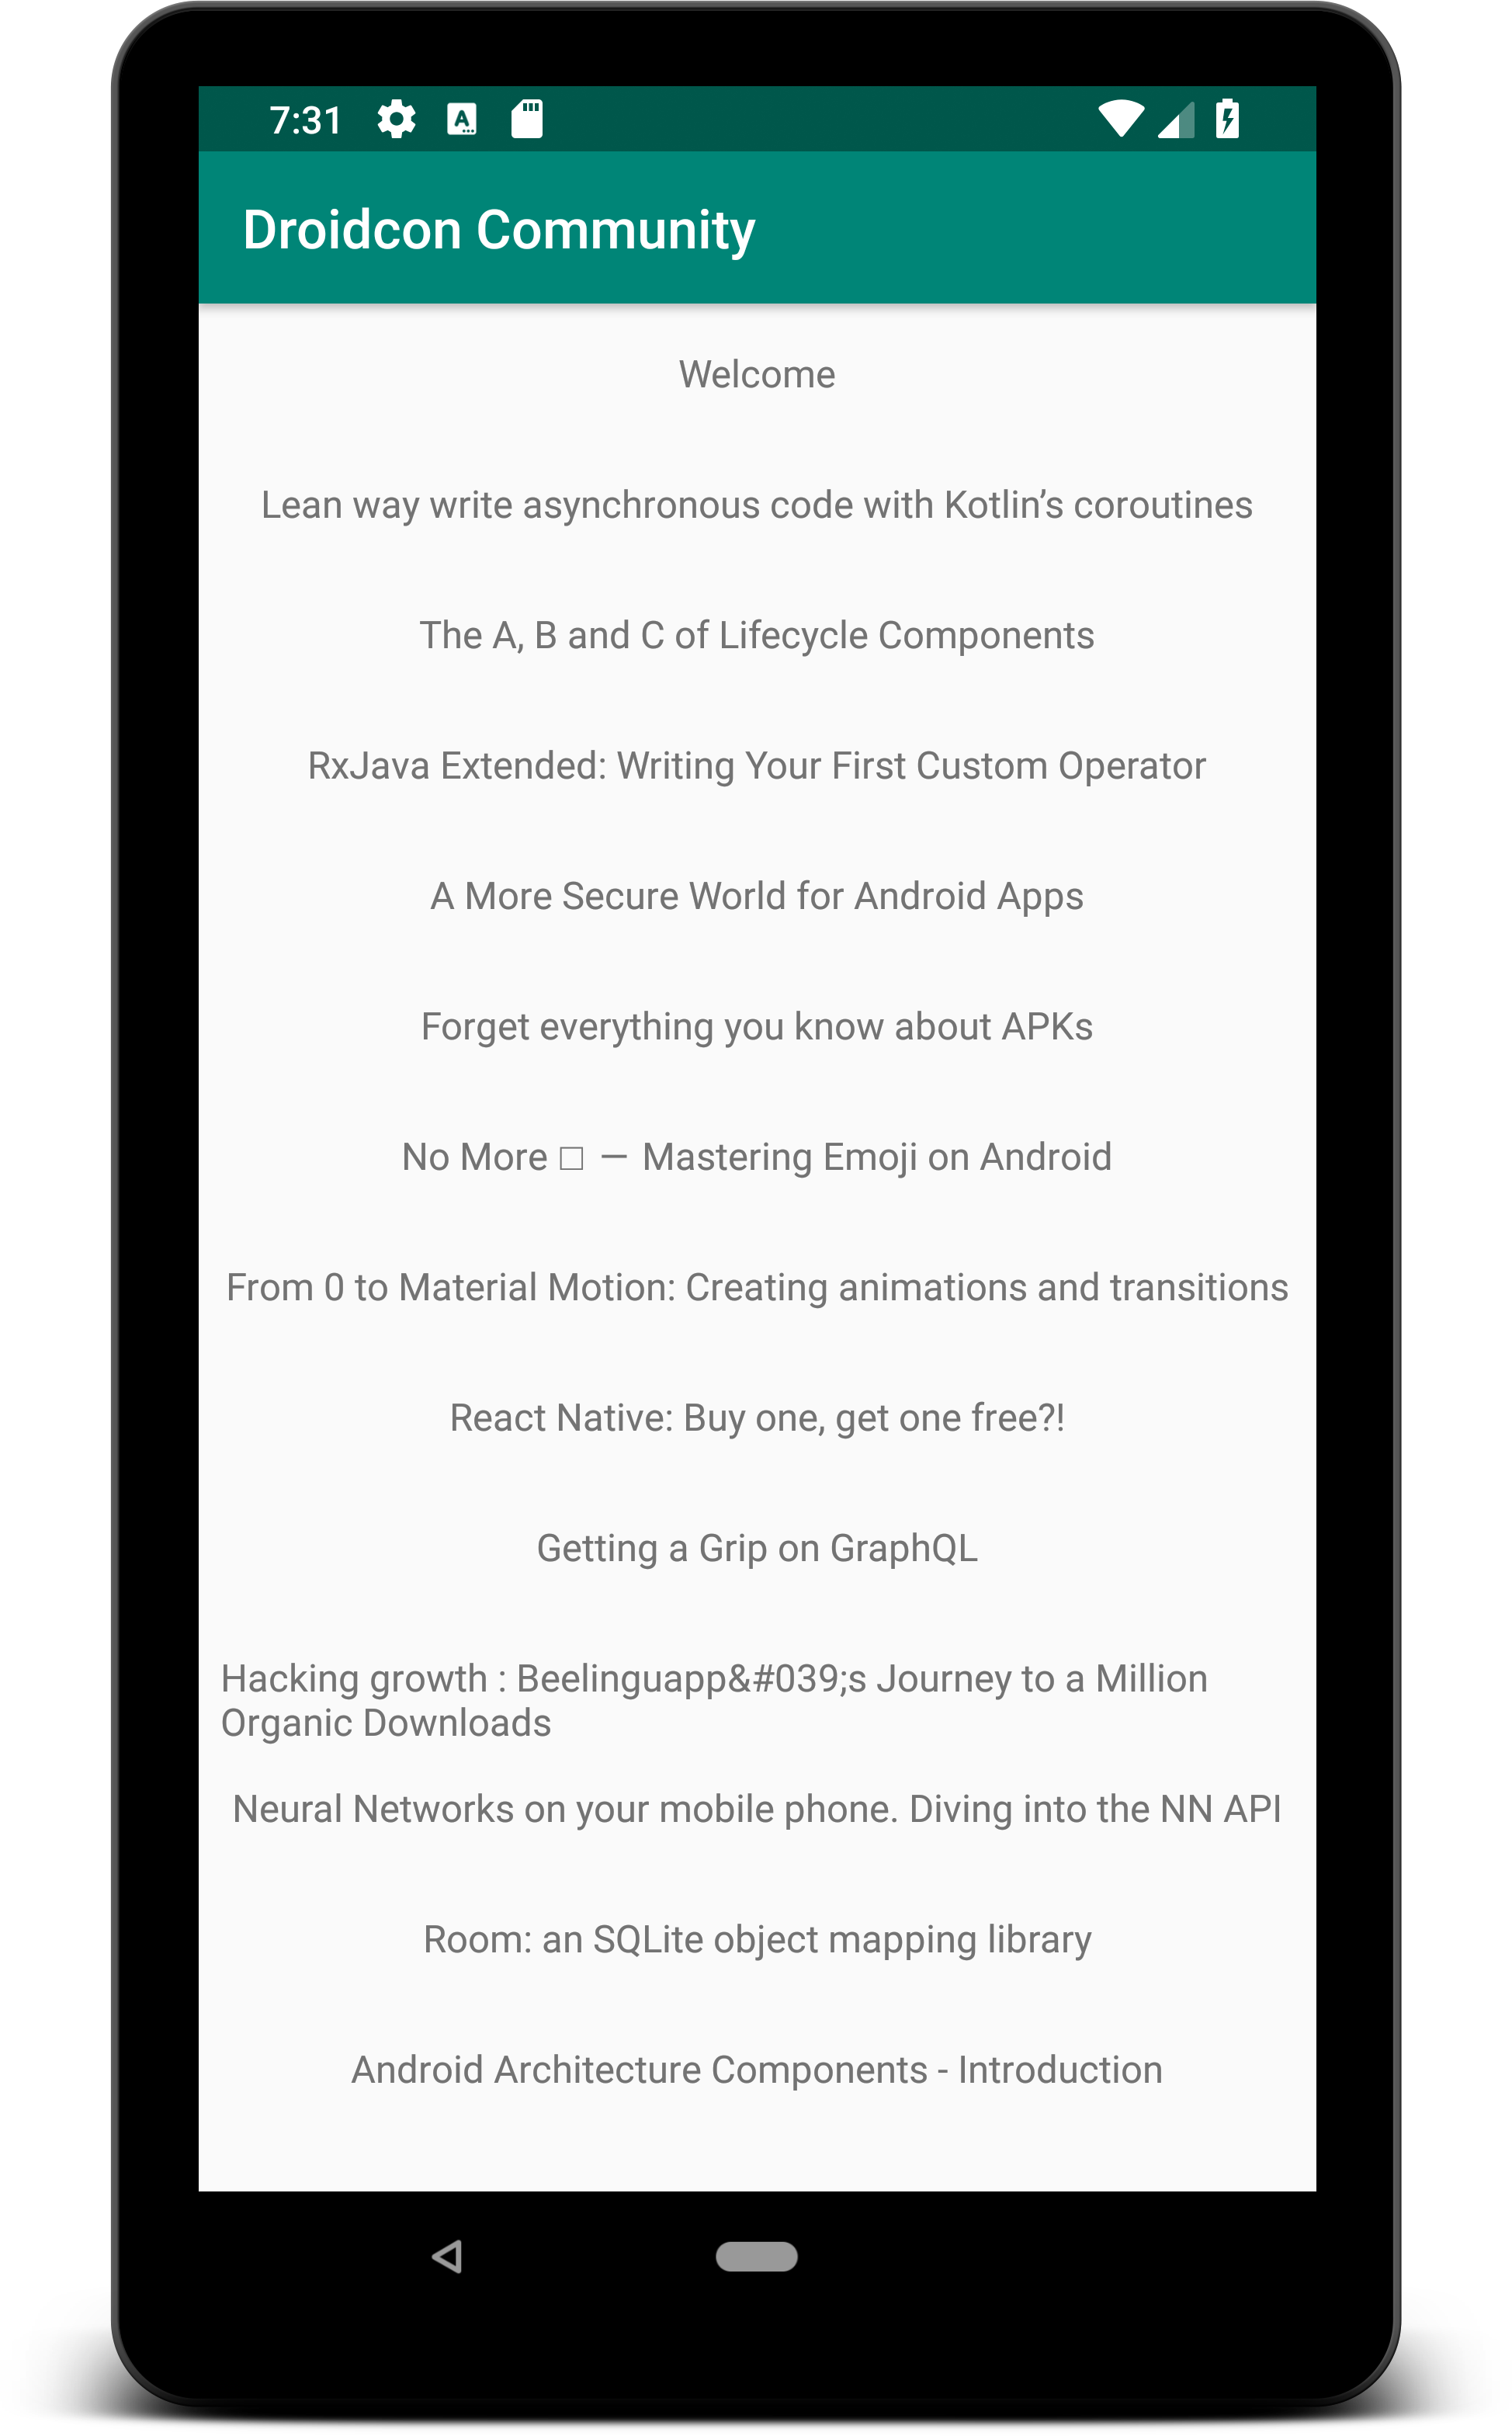 7:31
Droidcon Community
Welcome
Lean way write asynchronous code with Kotlin’s coroutines
The A, B and C of Lifecycle Components
RxJava Extended: Writing Your First Custom Operator
A More Secure World for Android Apps
Forget everything you know about APKs
No More □ — Mastering Emoji on Android
From 0 to Material Motion: Creating animations and transitions
React Native: Buy one, get one free?!
Getting a Grip on GraphQL
Hacking growth : Beelinguapp&#039;s Journey to a Million
Organic Downloads
Neural Networks on your mobile phone. Diving into the NN API
Room: an SQLite object mapping library
Android Architecture Components - Introduction